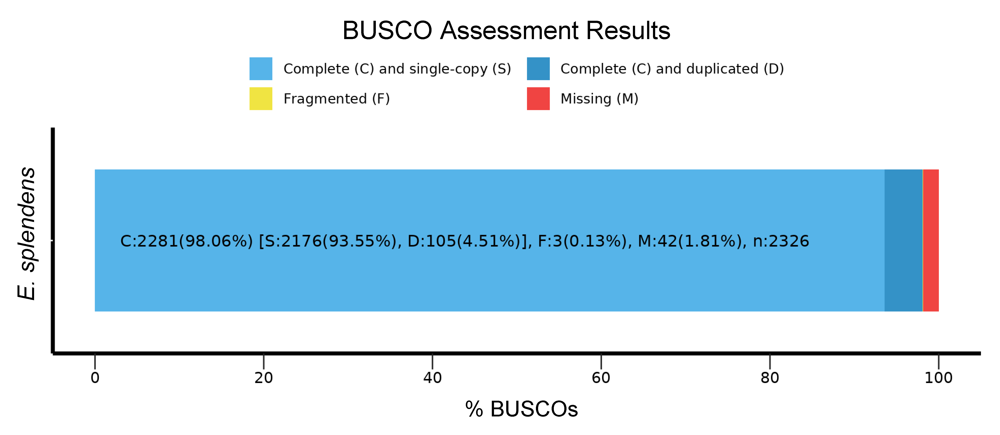 BUSCO Assessment Results
Complete (C) and single-copy (S)
Complete (C) and duplicated (D)
Fragmented (F)
Missing (M)
E. splendens
C:2281(98.06%) [S:2176(93.55%), D:105(4.51%)], F:3(0.13%), M:42(1.81%), n:2326
0
20
40
60
80
100
% BUSCOs